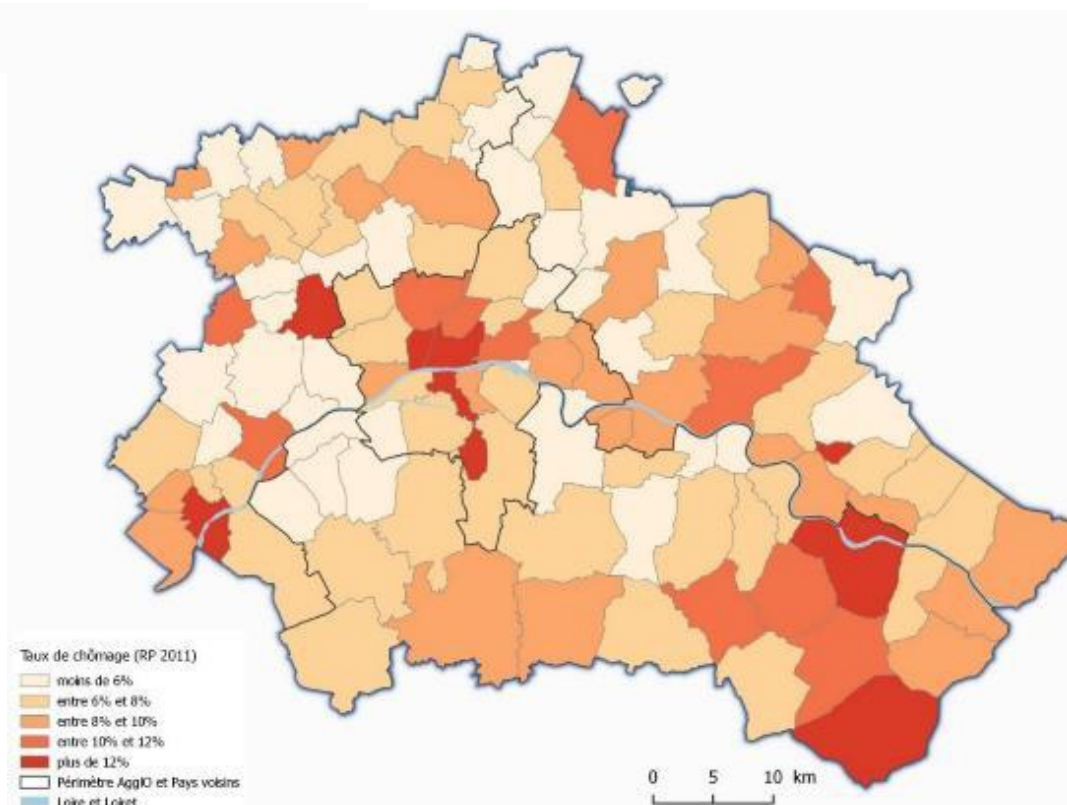 Taux de chômage (RP 2011)
moins de 6%
entre 6% et 8%
entre 8% et 10%
entre 10% et 12%
plus de 12%
Périmètre AgglO et Pays voisins
Loire et Loiret
0 5 10 km